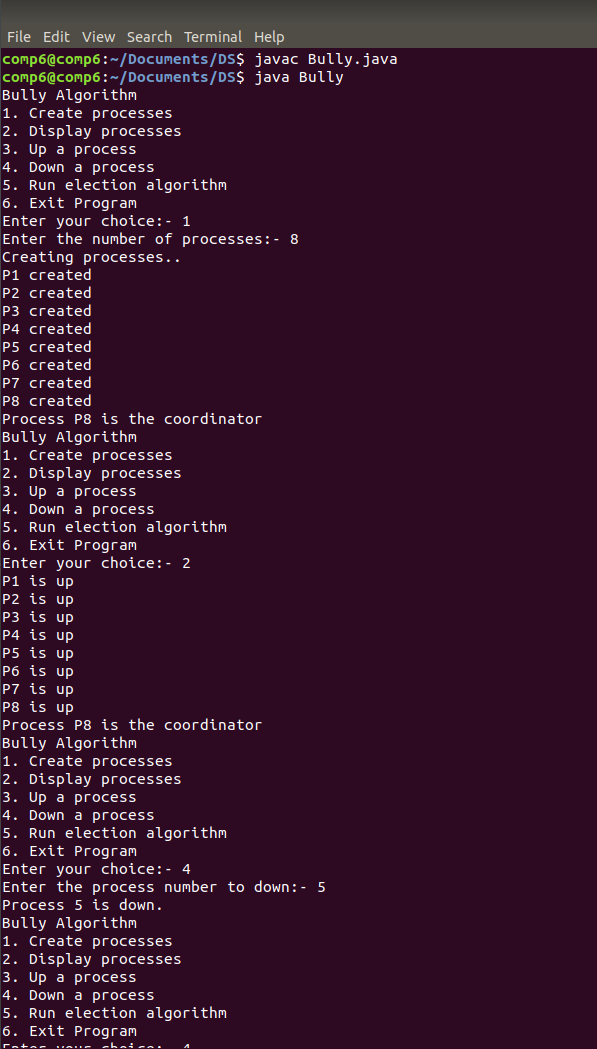 File Edit View Search Terminal Help
comp6@comp6:~/Documents/DS$ javac Bully.java
comp6@comp6:~/Documents/DS$ java Bully
Bully Algorithm
1. Create processes
2. Display processes
3. Up a process
4. Down a process
5. Run election algorithm
6. Exit Program
Enter your choice:- 1
Enter the number of processes:- 8
Creating processes..
P1 created
P2 created
P3 created
P4 created
P5 created
P6 created
P7 created
P8 created
Process P8 is the coordinator
Bully Algorithm
1. Create processes
2. Display processes
3. Up a process
4. Down a process
5. Run election algorithm
6. Exit Program
Enter your choice:- 2
P1 is up
P2 is up
P3 is up
P4 is up
P5 is up
P6 is up
P7 is up
P8 is up
Process P8 is the coordinator
Bully Algorithm
1. Create processes
2. Display processes
3. Up a process
4. Down a process
5. Run election algorithm
6. Exit Program
Enter your choice:- 4
Enter the process number to down:- 5
Process 5 is down.
Bully Algorithm
1. Create processes
2. Display processes
3. Up a process
4. Down a process
5. Run election algorithm
6. Exit Program
Enter your choice:- 4